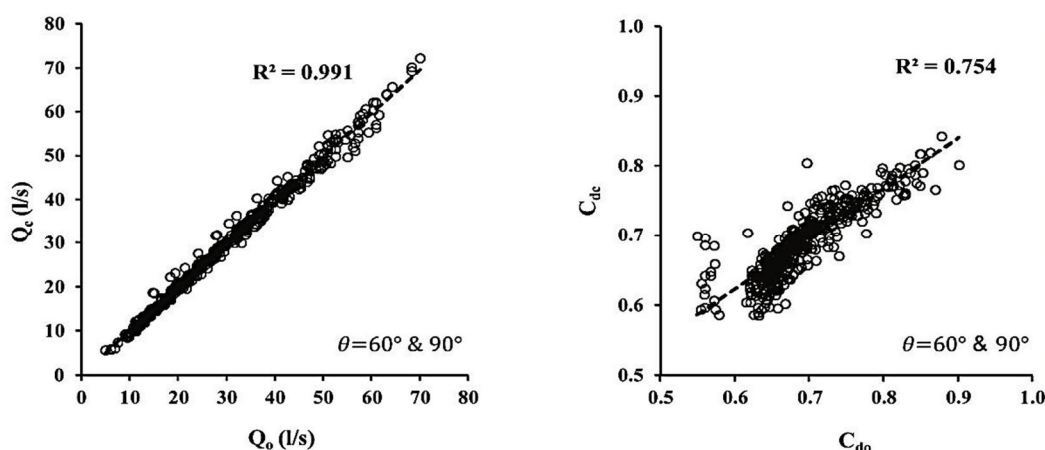 80
70
60
50
40
30
20
10
0
Qc (l/s)
R² = 0.991
θ=60° & 90°
0 10 20 30 40 50 60 70 80
Qo (l/s)
1.0
0.9
0.8
0.7
0.6
0.5
Cdc
R² = 0.754
θ=60° & 90°
0.5 0.6 0.7 0.8 0.9 1.0
Cdo